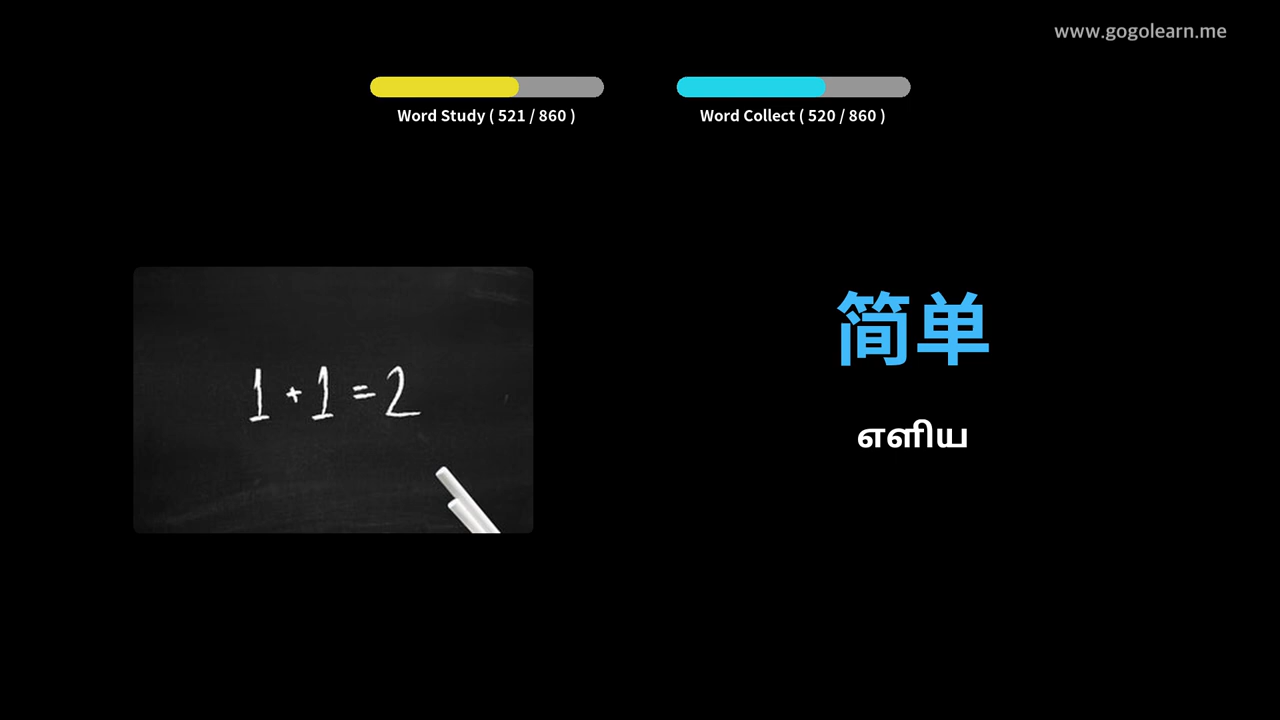 www.gogolearn.me
Word Study ( 521 / 860 )
Word Collect ( 520 / 860 )
1 + 1 = 2
简单
எளிய